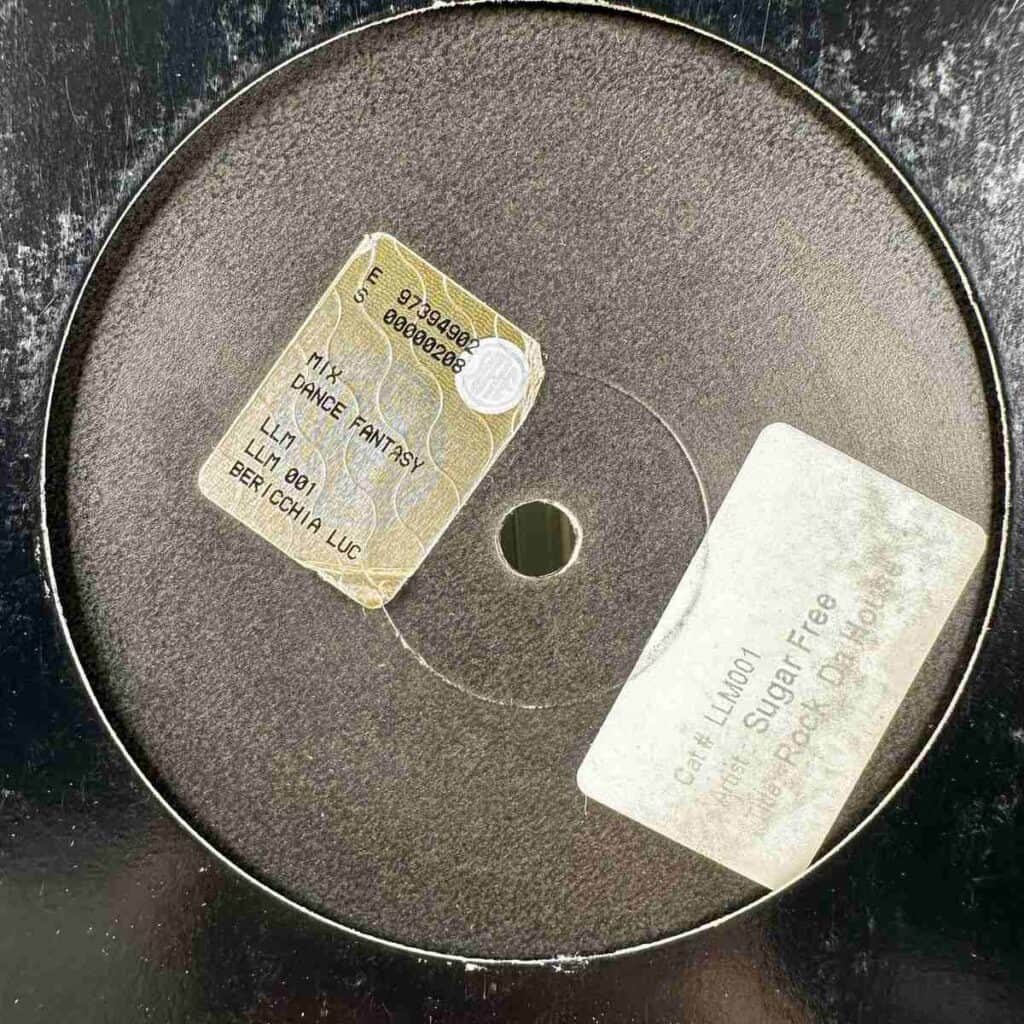 E 97394902
S 00000208
MIX
DANCE FANTASY
LLM
LLM 001
BERICCHIA LUC
Cat# LLM001
Artist: Sugar Free
Title: Rock Da House